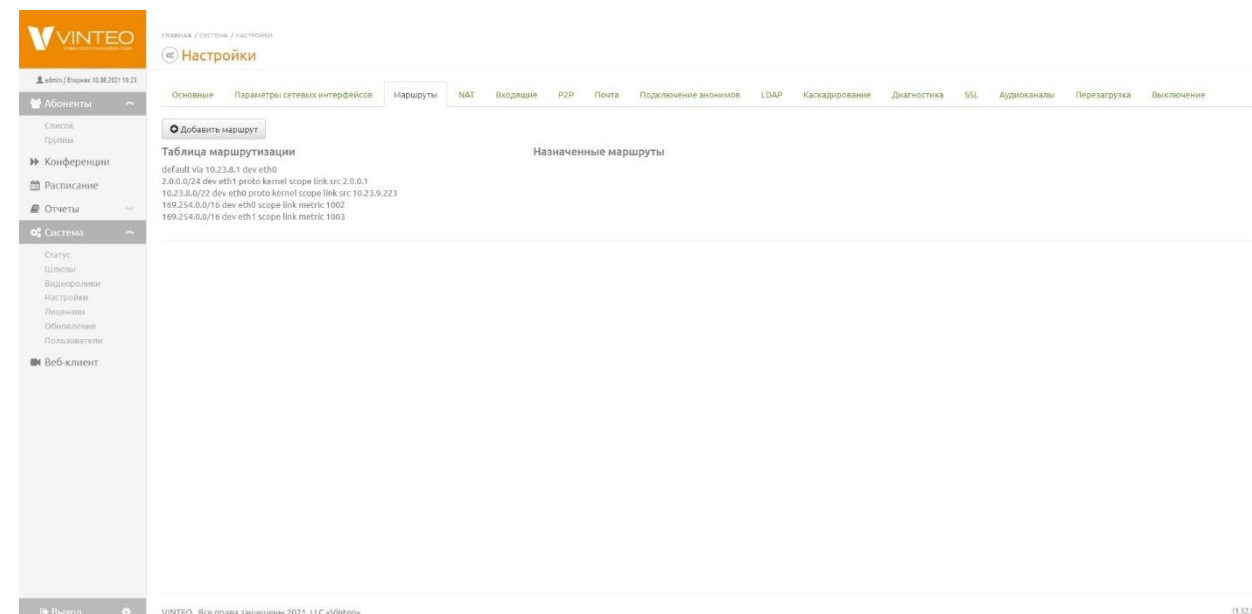 VINTEO
Video Communication Core
ГЛАВНАЯ / СИСТЕМА / НАСТРОЙКИ
Настройки
admin / Вторник 10.08.2021 18:23
Основные Параметры сетевых интерфейсов Маршруты NAT Входящие P2P Почта Подключение анонимов LDAP Каскадирование Диагностика SSL Аудиоканалы Перезагрузка Выключение
Абоненты
Список
Группы
Конференции
Расписание
Отчеты
Система
Статус
Шлюзы
Видеоролики
Настройки
Лицензии
Обновление
Пользователи
Веб-клиент
Выход
Добавить маршрут
Таблица маршрутизации
default via 10.23.8.1 dev eth0
2.0.0.0/24 dev eth1 proto kernel scope link src 2.0.0.1
10.23.8.0/22 dev eth0 proto kernel scope link src 10.23.9.223
169.254.0.0/16 dev eth0 scope link metric 1002
169.254.0.0/16 dev eth1 scope link metric 1003
Назначенные маршруты
VINTEO. Все права защищены 2021. LLC «Vinteo».